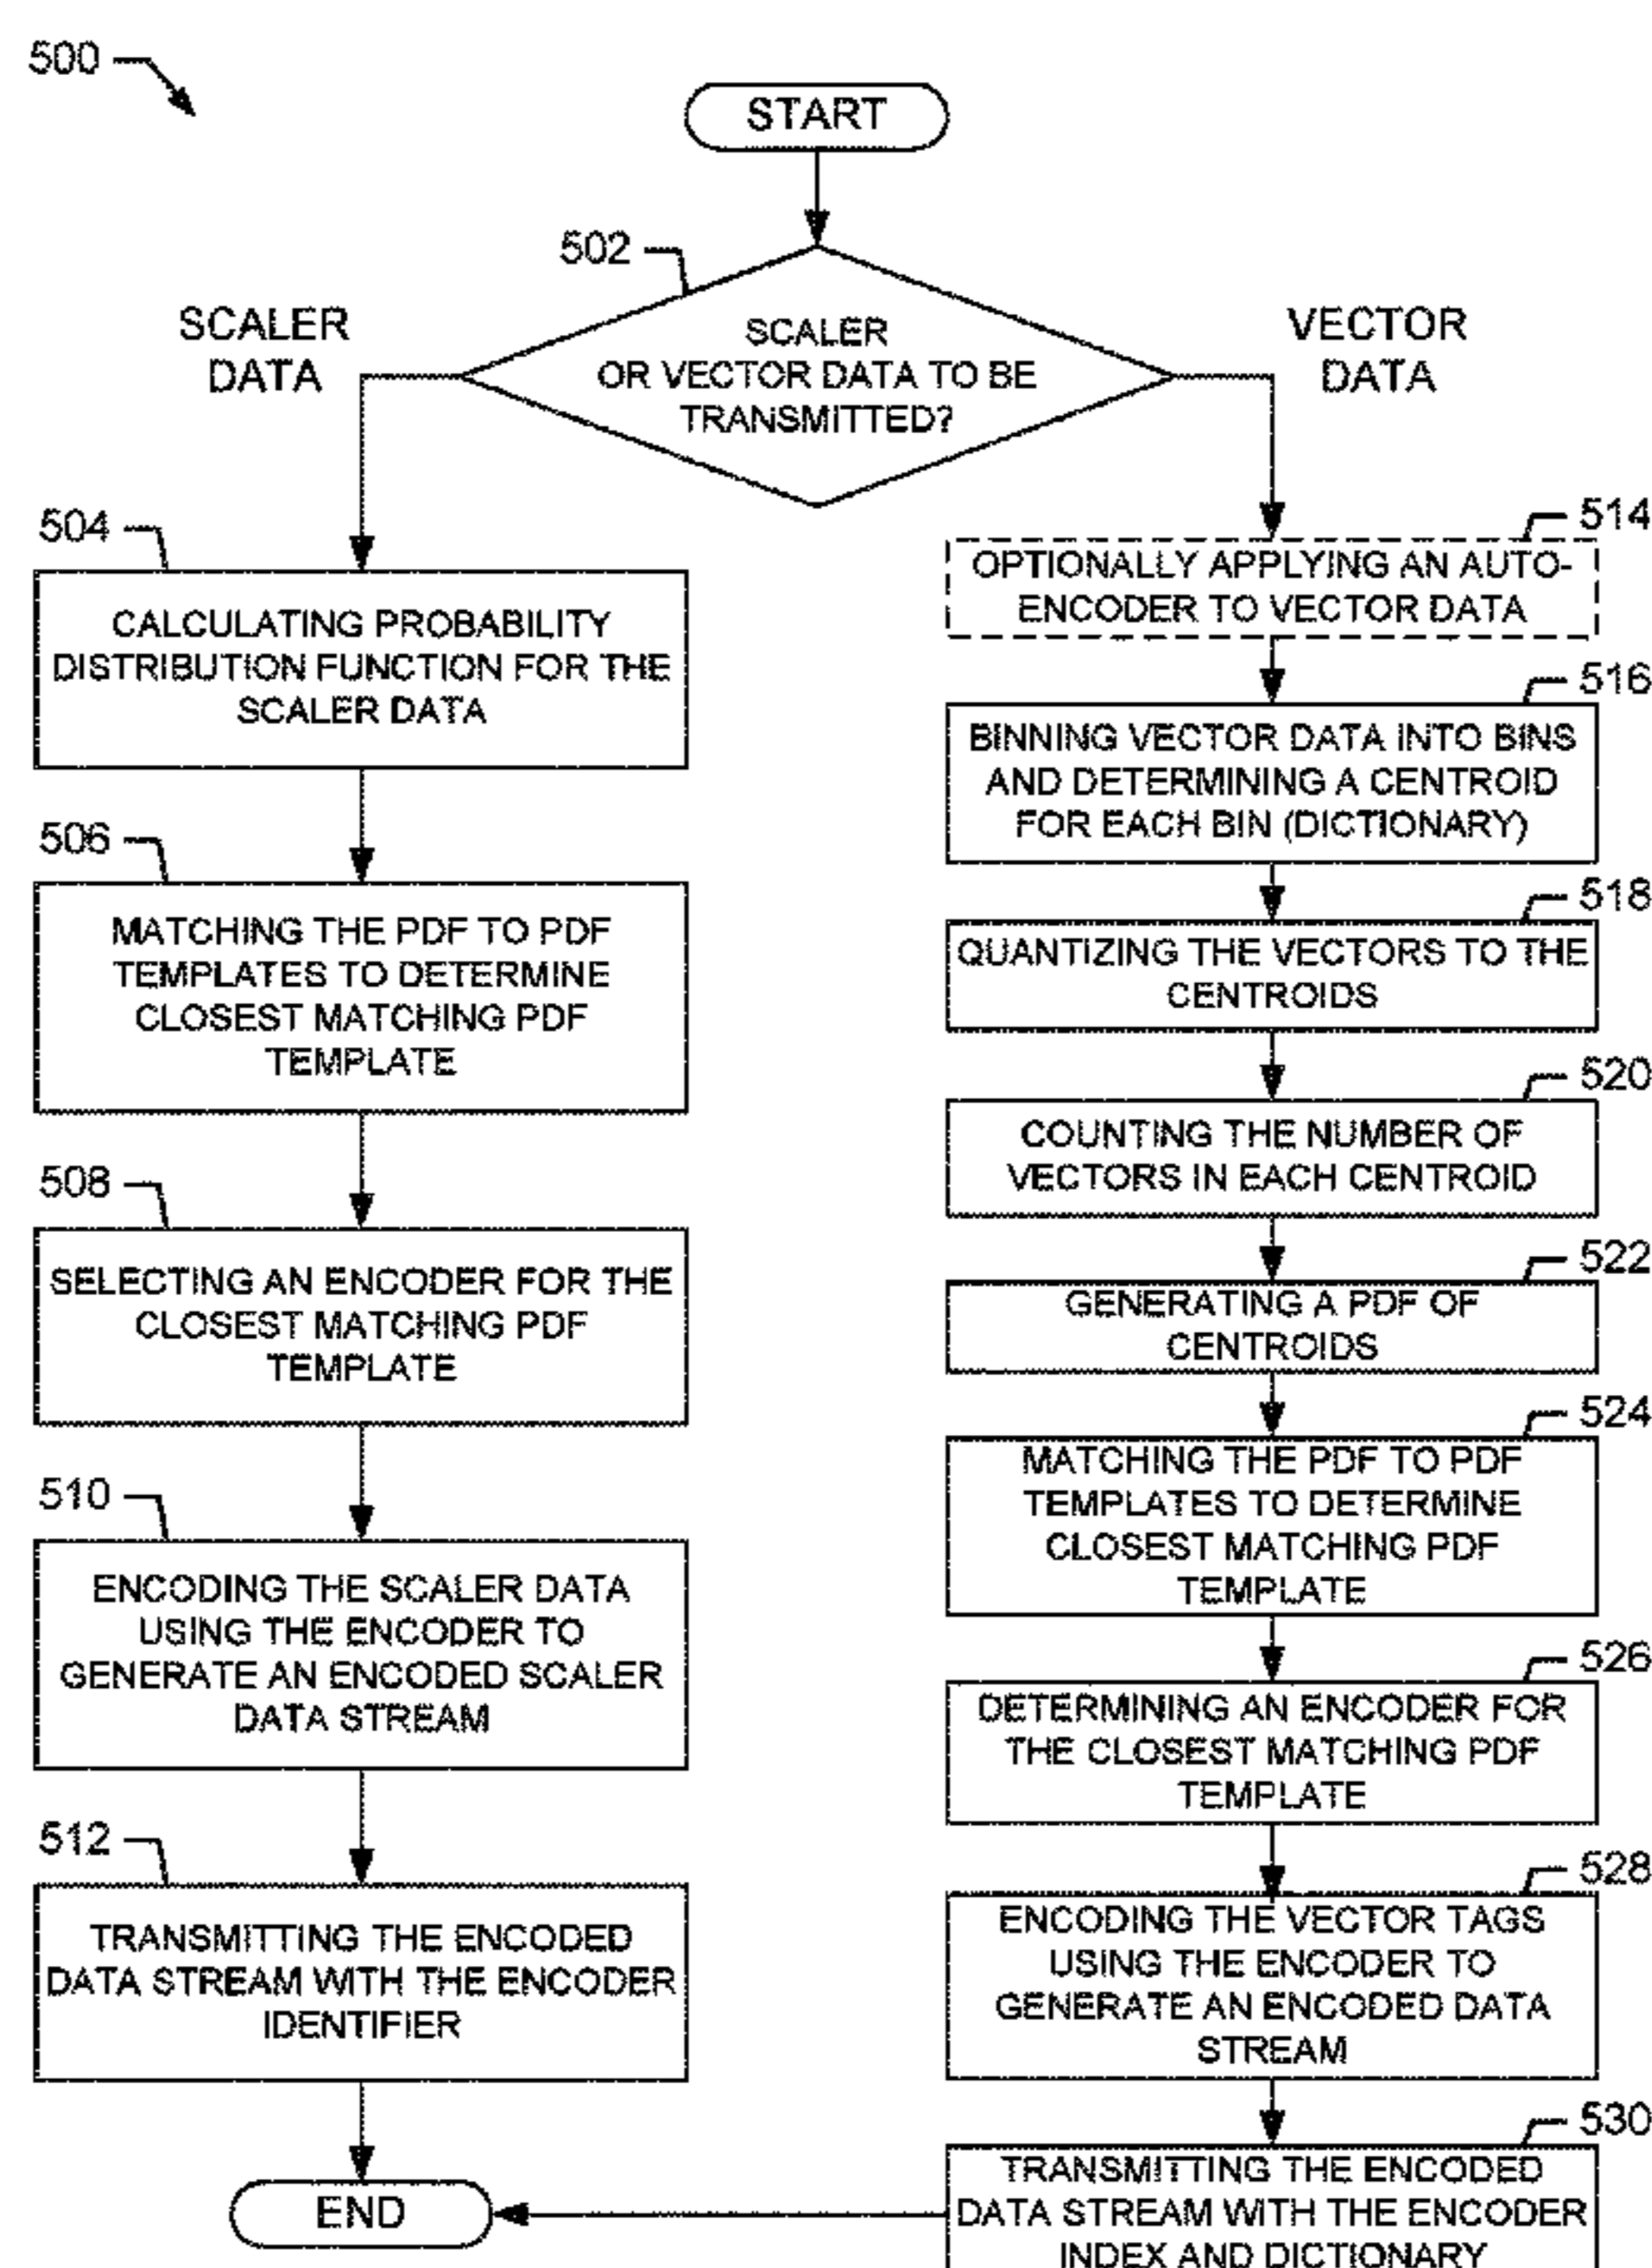 500
START
502
SCALER
DATA
SCALER
OR VECTOR DATA TO BE
TRANSMITTED?
VECTOR
DATA
504
CALCULATING PROBABILITY
DISTRIBUTION FUNCTION FOR THE
SCALER DATA
506
MATCHING THE PDF TO PDF
TEMPLATES TO DETERMINE
CLOSEST MATCHING PDF
TEMPLATE
508
SELECTING AN ENCODER FOR THE
CLOSEST MATCHING PDF
TEMPLATE
510
ENCODING THE SCALER DATA
USING THE ENCODER TO
GENERATE AN ENCODED SCALER
DATA STREAM
512
TRANSMITTING THE ENCODED
DATA STREAM WITH THE ENCODER
IDENTIFIER
END
514
OPTIONALLY APPLYING AN AUTO-
ENCODER TO VECTOR DATA
516
BINNING VECTOR DATA INTO BINS
AND DETERMINING A CENTROID
FOR EACH BIN (DICTIONARY)
518
QUANTIZING THE VECTORS TO THE
CENTROIDS
520
COUNTING THE NUMBER OF
VECTORS IN EACH CENTROID
522
GENERATING A PDF OF
CENTROIDS
524
MATCHING THE PDF TO PDF
TEMPLATES TO DETERMINE
CLOSEST MATCHING PDF
TEMPLATE
526
DETERMINING AN ENCODER FOR
THE CLOSEST MATCHING PDF
TEMPLATE
528
ENCODING THE VECTOR TAGS
USING THE ENCODER TO
GENERATE AN ENCODED DATA
STREAM
530
TRANSMITTING THE ENCODED
DATA STREAM WITH THE ENCODER
INDEX AND DICTIONARY